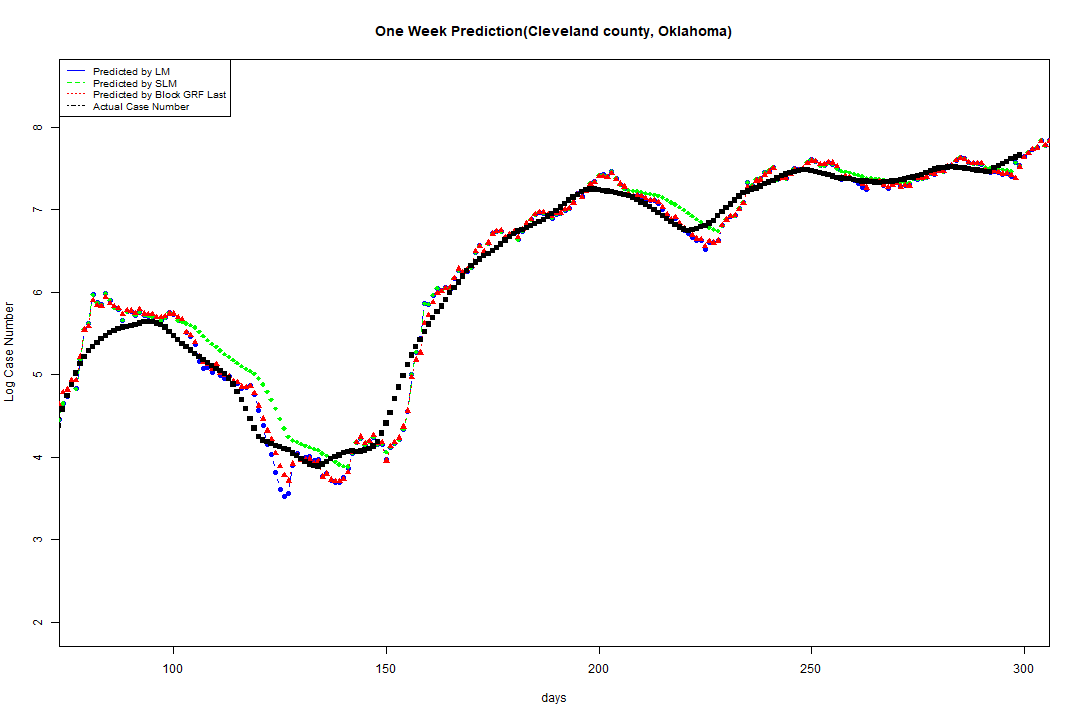 One Week Prediction(Cleveland county, Oklahoma)
Predicted by LM
Predicted by SLM
Predicted by Block GRF Last
Actual Case Number
8
7
6
5
4
3
2
Log Case Number
100 150 200 250 300
days